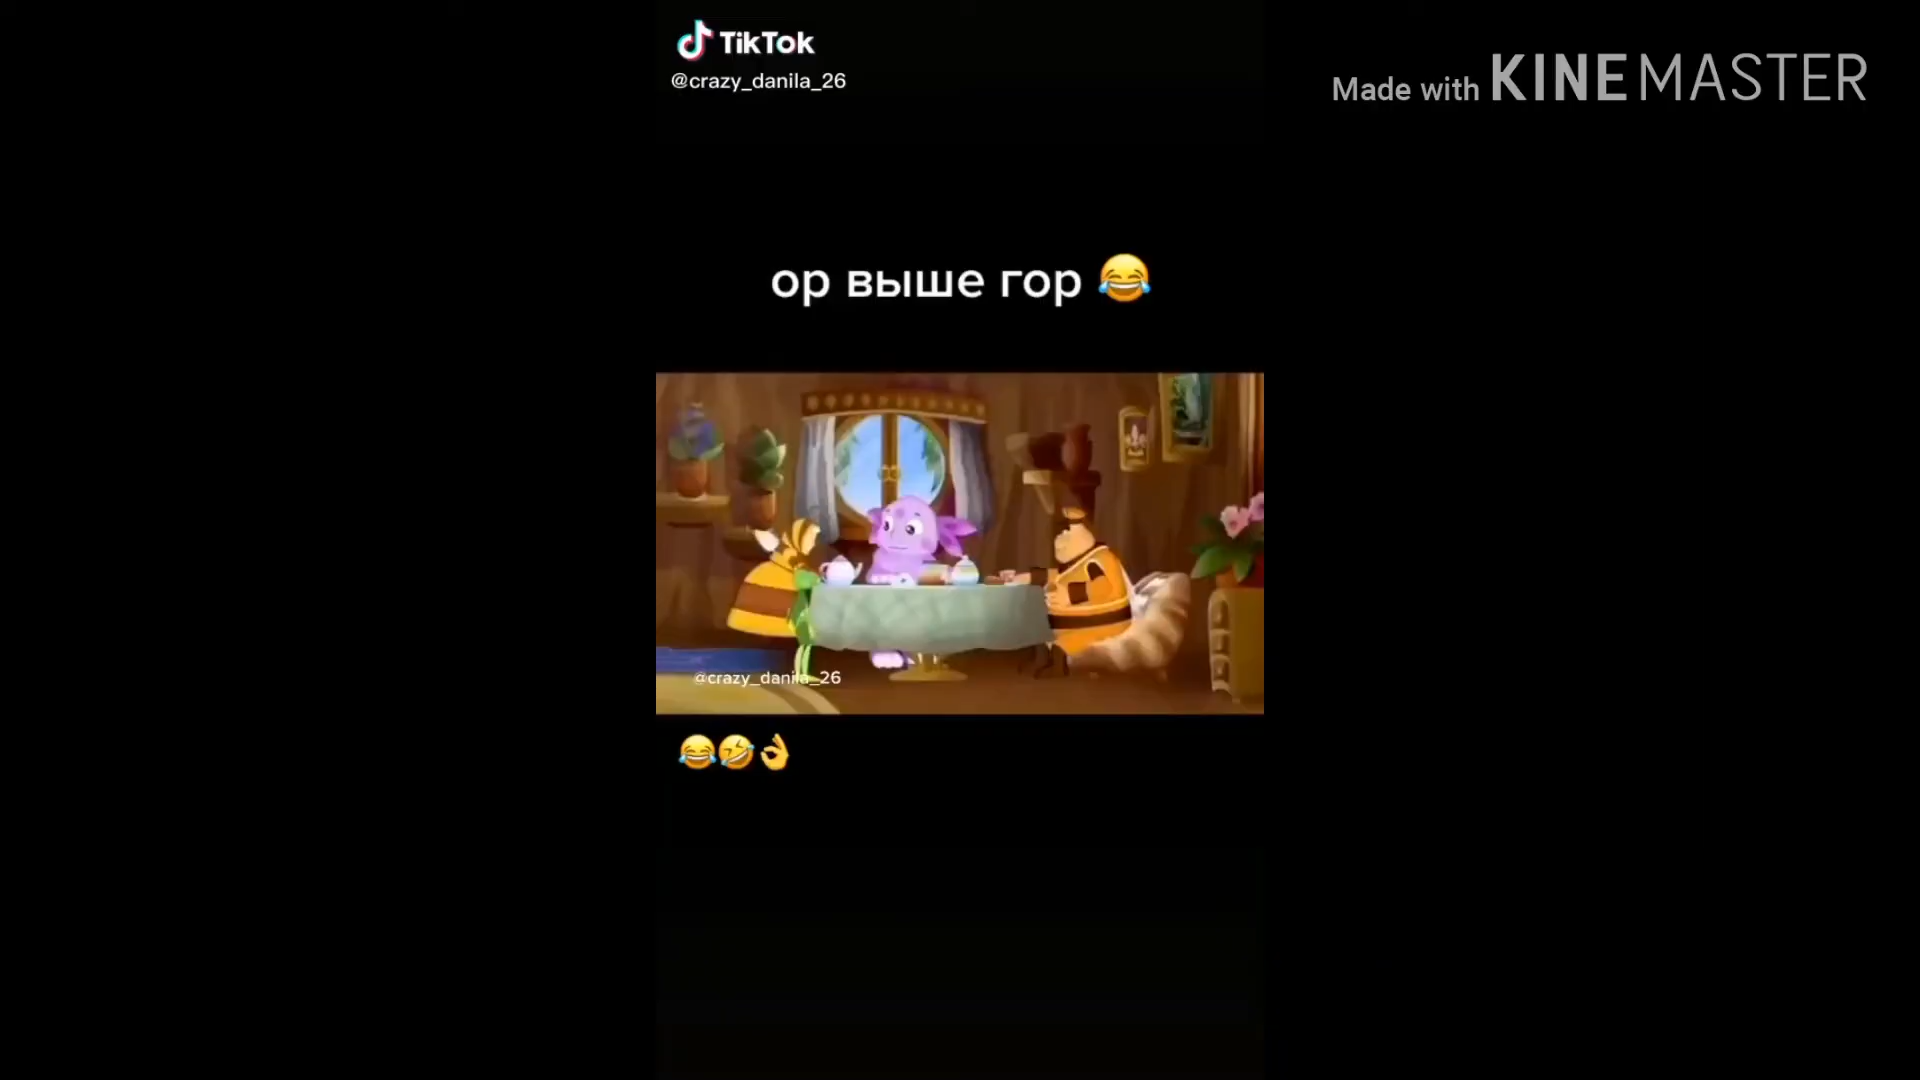 TikTok
@crazy_danila_26
Made with KINEMASTER
ор выше гор 😂
@crazy_danila_26
😂🤣👌